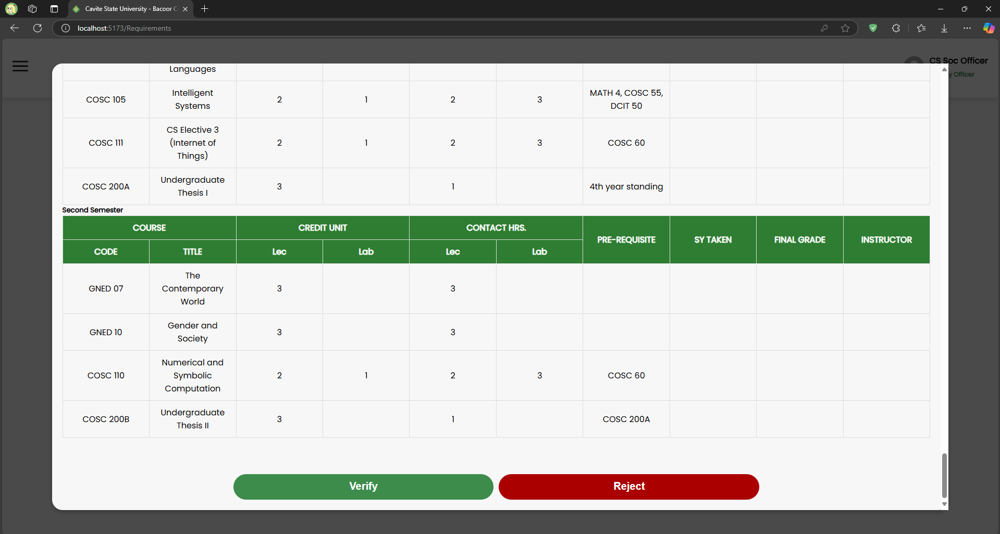 Cavite State University - Bacoor C
localhost:5173/Requirements
CS Soc Officer
y Officer
Languages
COSC 105 Intelligent Systems 2 1 2 3 MATH 4, COSC 55, DCIT 50
COSC 111 CS Elective 3 (Internet of Things) 2 1 2 3 COSC 60
COSC 200A Undergraduate Thesis I 3 1 4th year standing
Second Semester
COURSE CREDIT UNIT CONTACT HRS. PRE-REQUISITE SY TAKEN FINAL GRADE INSTRUCTOR
CODE TITLE Lec Lab Lec Lab
GNED 07 The Contemporary World 3 3
GNED 10 Gender and Society 3 3
COSC 110 Numerical and Symbolic Computation 2 1 2 3 COSC 60
COSC 200B Undergraduate Thesis II 3 1 COSC 200A
Verify Reject